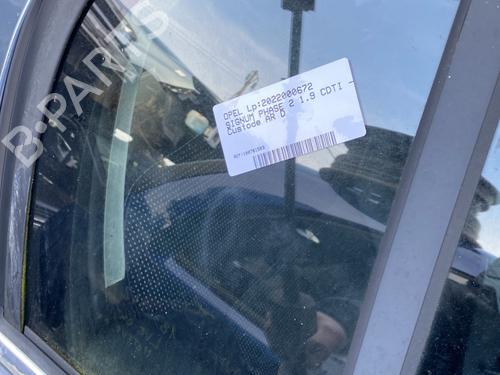 B-PARTS
OPEL Lp:2022000672
SIGNUM PHASE 2 1.9 CDTI -
Custode AR D